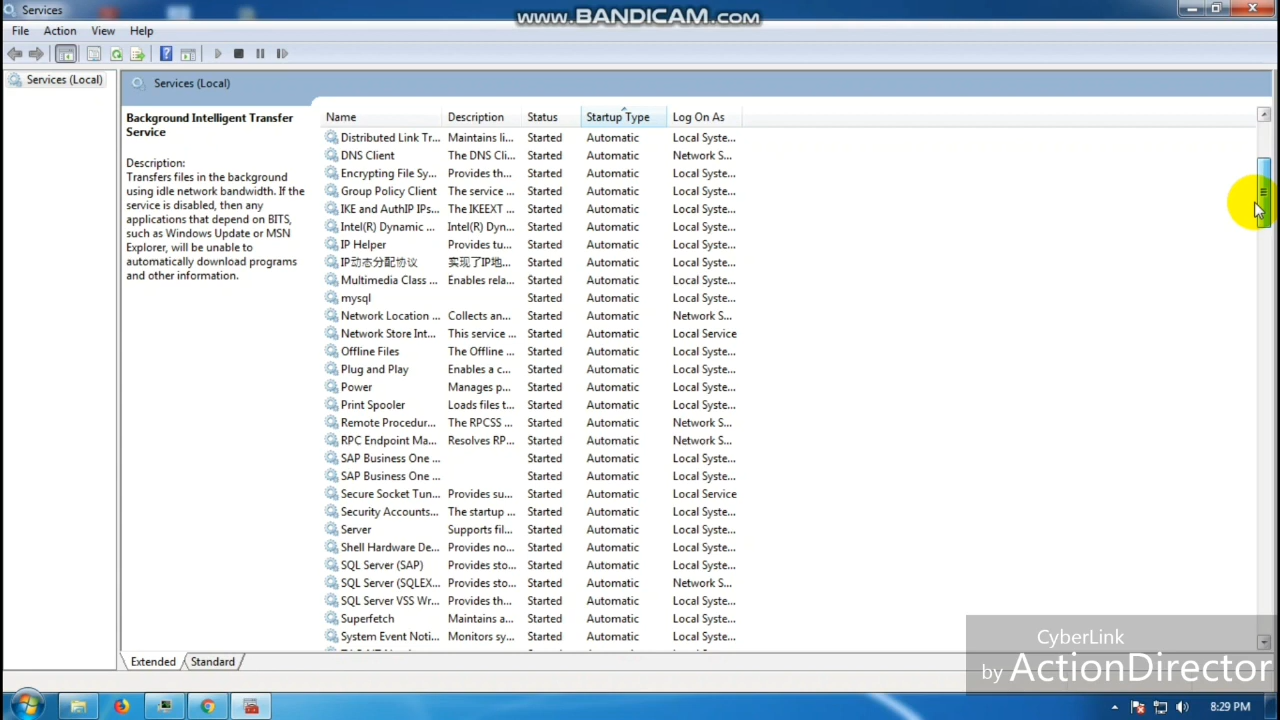 Services
www.BANDICAM.com
File Action View Help
Services (Local)
Services (Local)
Background Intelligent Transfer
Service
Description:
Transfers files in the background
using idle network bandwidth. If the
service is disabled, then any
applications that depend on BITS,
such as Windows Update or MSN
Explorer, will be unable to
automatically download programs
and other information.
Name Description Status Startup Type Log On As
Distributed Link Tr... Maintains li... Started Automatic Local Syste...
DNS Client The DNS Cli... Started Automatic Network S...
Encrypting File Sy... Provides th... Started Automatic Local Syste...
Group Policy Client The service ... Started Automatic Local Syste...
IKE and AuthIP IPs... The IKEEXT ... Started Automatic Local Syste...
Intel(R) Dynamic ... Intel(R) Dyn... Started Automatic Local Syste...
IP Helper Provides tu... Started Automatic Local Syste...
IP动态分配协议 实现了IP地... Started Automatic Local Syste...
Multimedia Class ... Enables rela... Started Automatic Local Syste...
mysql Started Automatic Local Syste...
Network Location ... Collects an... Started Automatic Network S...
Network Store Int... This service ... Started Automatic Local Service
Offline Files The Offline ... Started Automatic Local Syste...
Plug and Play Enables a c... Started Automatic Local Syste...
Power Manages p... Started Automatic Local Syste...
Print Spooler Loads files t... Started Automatic Local Syste...
Remote Procedur... The RPCSS ... Started Automatic Network S...
RPC Endpoint Ma... Resolves RP... Started Automatic Network S...
SAP Business One ... Started Automatic Local Syste...
SAP Business One ... Started Automatic Local Syste...
Secure Socket Tun... Provides su... Started Automatic Local Service
Security Accounts... The startup ... Started Automatic Local Syste...
Server Supports fil... Started Automatic Local Syste...
Shell Hardware De... Provides no... Started Automatic Local Syste...
SQL Server (SAP) Provides sto... Started Automatic Local Syste...
SQL Server (SQLEX... Provides sto... Started Automatic Network S...
SQL Server VSS Wr... Provides th... Started Automatic Local Syste...
Superfetch Maintains a... Started Automatic Local Syste...
System Event Noti... Monitors sy... Started Automatic Local Syste...
Extended Standard
CyberLink
by ActionDirector
8:29 PM